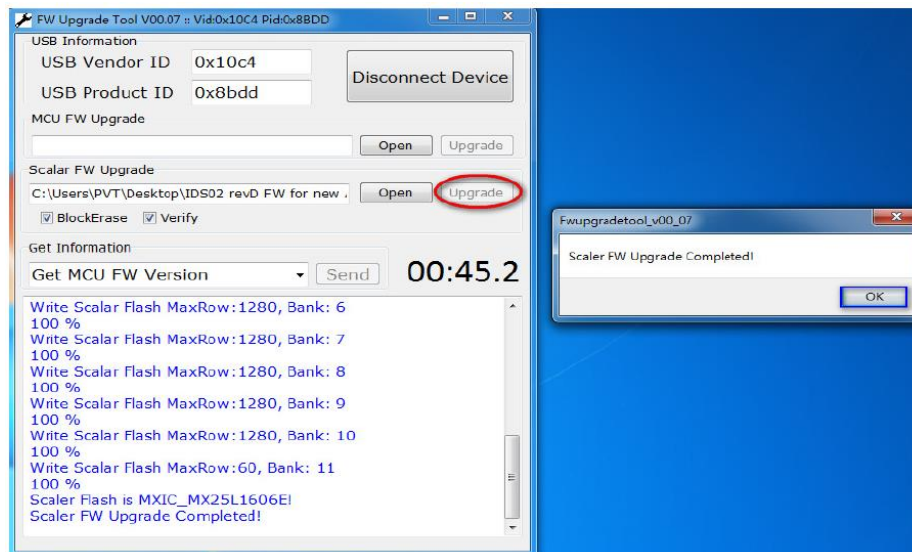 FW Upgrade Tool V00.07 :: Vid:0x10C4 Pid:0x8BDD
USB Information
USB Vendor ID 0x10c4
USB Product ID 0x8bdd
Disconnect Device
MCU FW Upgrade
Open Upgrade
Scalar FW Upgrade
C:\Users\PVT\Desktop\IDS02 revD FW for new Open Upgrade
BlockErase Verify
Get Information
Get MCU FW Version Send 00:45.2
Write Scalar Flash MaxRow:1280, Bank: 6
100 %
Write Scalar Flash MaxRow:1280, Bank: 7
100 %
Write Scalar Flash MaxRow:1280, Bank: 8
100 %
Write Scalar Flash MaxRow:1280, Bank: 9
100 %
Write Scalar Flash MaxRow:1280, Bank: 10
100 %
Write Scalar Flash MaxRow:60, Bank: 11
100 %
Scaler Flash is MXIC_MX25L1606E!
Scaler FW Upgrade Completed!
Fwupgradetool_v00_07
Scaler FW Upgrade Completed!
OK